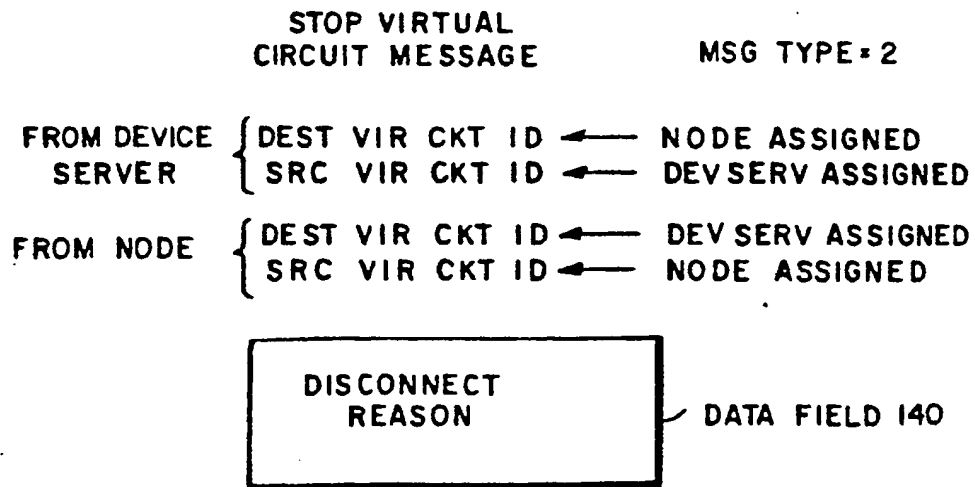 STOP VIRTUAL
CIRCUIT MESSAGE
MSG TYPE = 2
FROM DEVICE
SERVER
DEST VIR CKT ID ← NODE ASSIGNED
SRC VIR CKT ID ← DEVSERV ASSIGNED
FROM NODE
DEST VIR CKT ID ← DEV SERV ASSIGNED
SRC VIR CKT ID ← NODE ASSIGNED
DISCONNECT
REASON
DATA FIELD 140